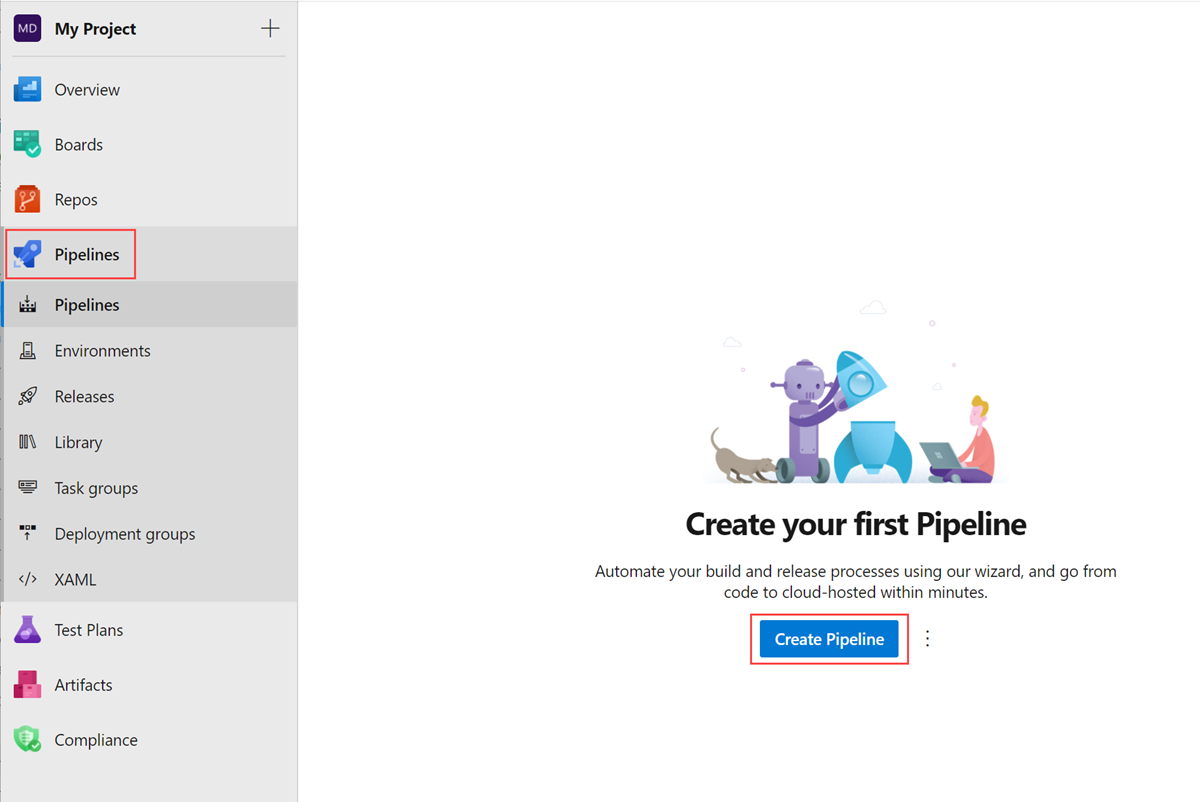 MD My Project
Overview
Boards
Repos
Pipelines
Pipelines
Environments
Releases
Library
Task groups
Deployment groups
XAML
Test Plans
Artifacts
Compliance
Create your first Pipeline
Automate your build and release processes using our wizard, and go from
code to cloud-hosted within minutes.
Create Pipeline